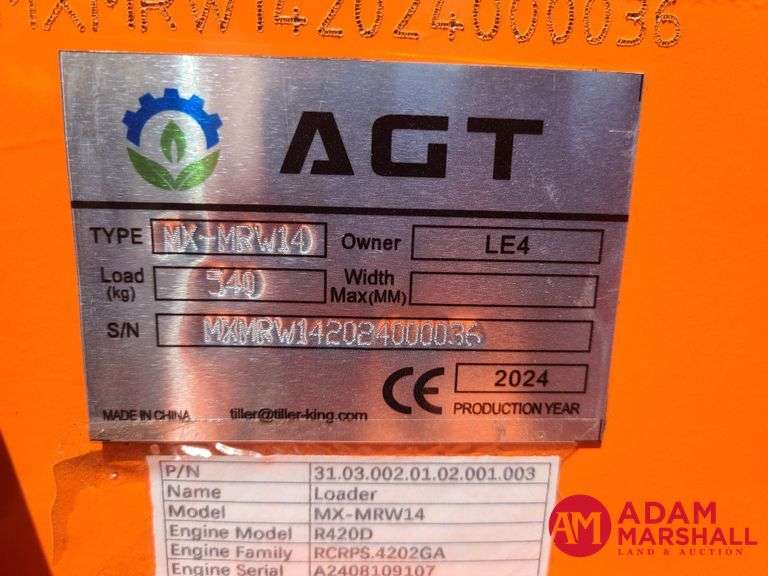 MXMRW142024000036
AGT
TYPE MX-MRW14 Owner LE4
Load (kg) 540 Width Max(MM)
S/N MXMRW142024000036
CE 2024
MADE IN CHINA tiller@tiller-king.com PRODUCTION YEAR
P/N 31.03.002.01.02.001.003
Name Loader
Model MX-MRW14
Engine Model R420D
Engine Family RCRPS.4202GA
Engine Serial A2408109107
AM ADAM
MARSHALL
LAND & AUCTION